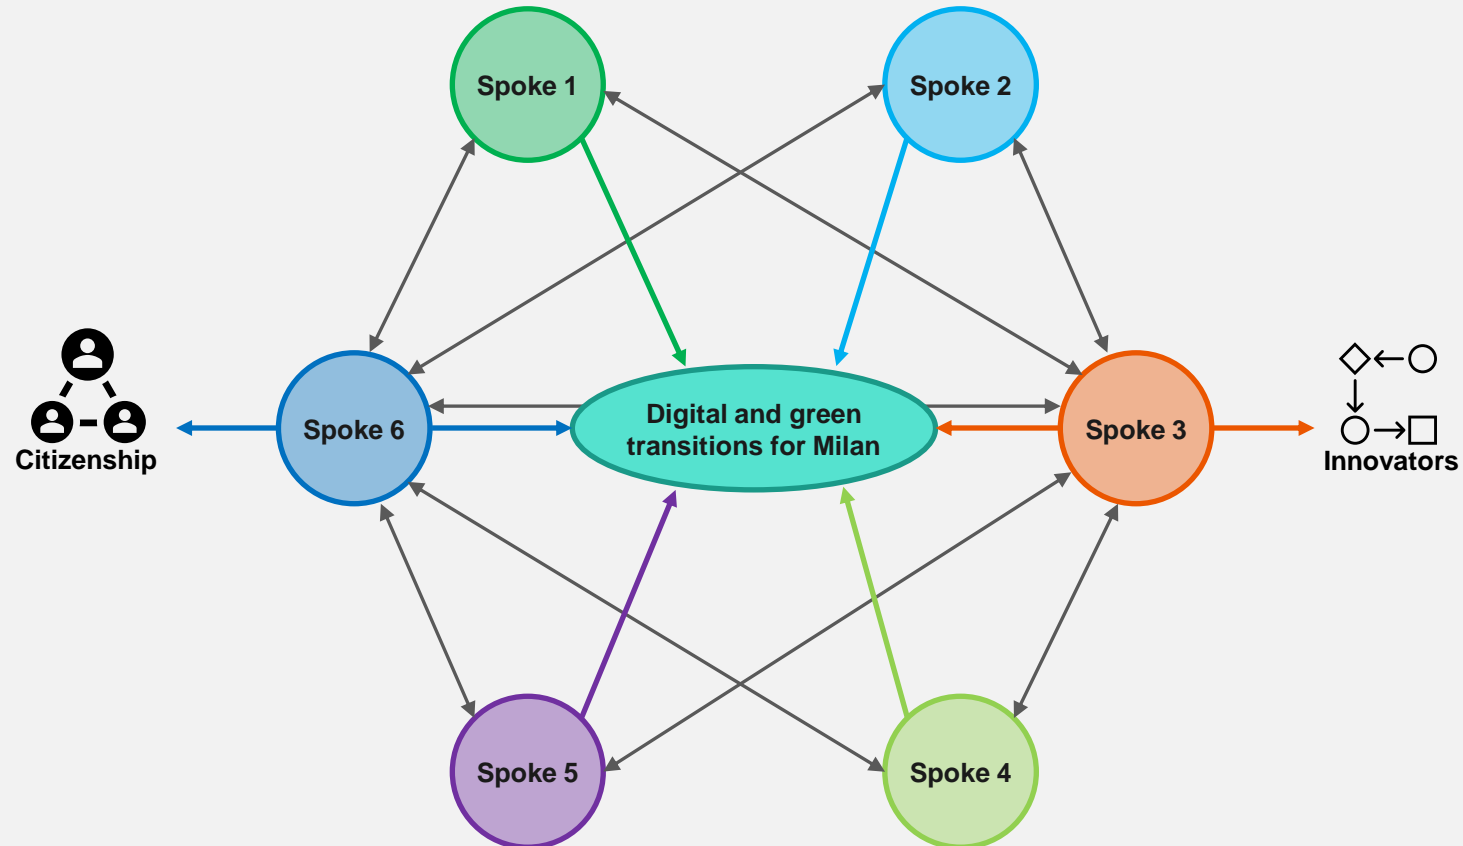 Spoke 1
Spoke 2
Citizenship
Spoke 6
Digital and green
transitions for Milan
Spoke 3
Innovators
Spoke 5
Spoke 4